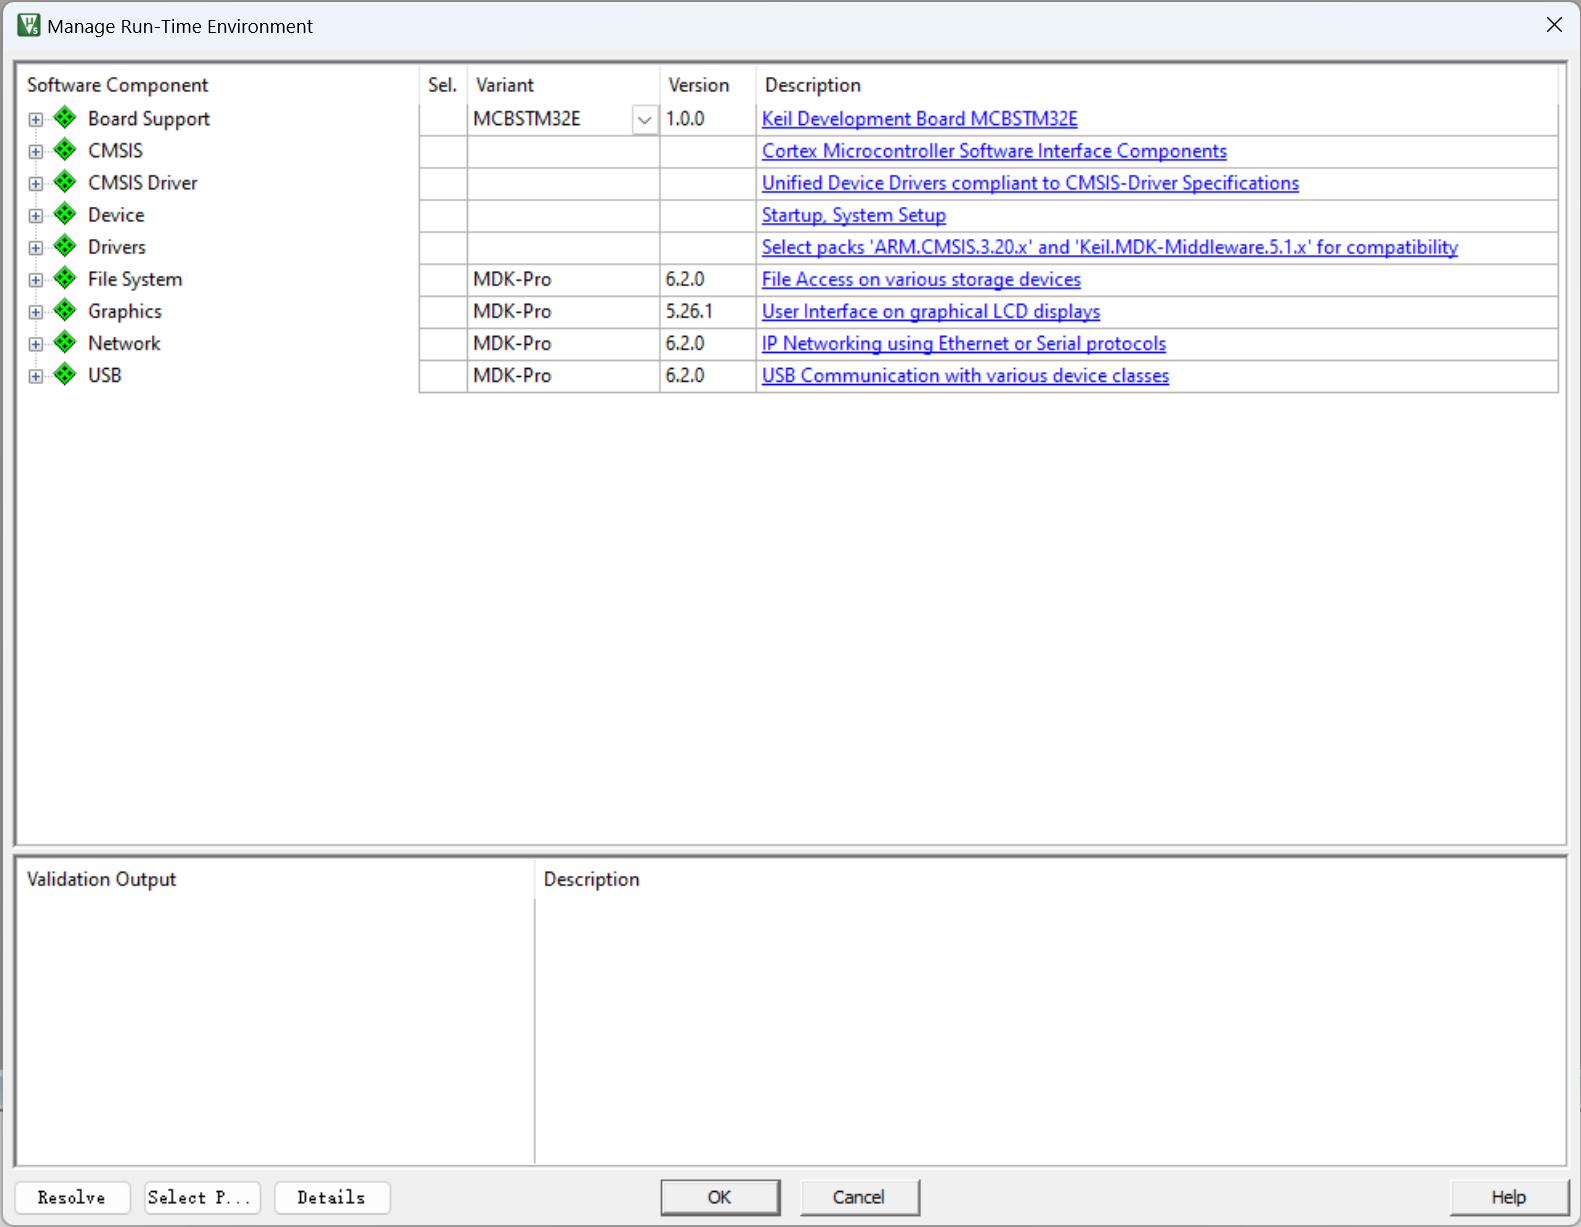 Manage Run-Time Environment
Software Component Sel. Variant Version Description
Board Support MCBSTM32E 1.0.0 Keil Development Board MCBSTM32E
CMSIS Cortex Microcontroller Software Interface Components
CMSIS Driver Unified Device Drivers compliant to CMSIS-Driver Specifications
Device Startup, System Setup
Drivers Select packs 'ARM.CMSIS.3.20.x' and 'Keil.MDK-Middleware.5.1.x' for compatibility
File System MDK-Pro 6.2.0 File Access on various storage devices
Graphics MDK-Pro 5.26.1 User Interface on graphical LCD displays
Network MDK-Pro 6.2.0 IP Networking using Ethernet or Serial protocols
USB MDK-Pro 6.2.0 USB Communication with various device classes
Validation Output Description
Resolve Select P... Details OK Cancel Help